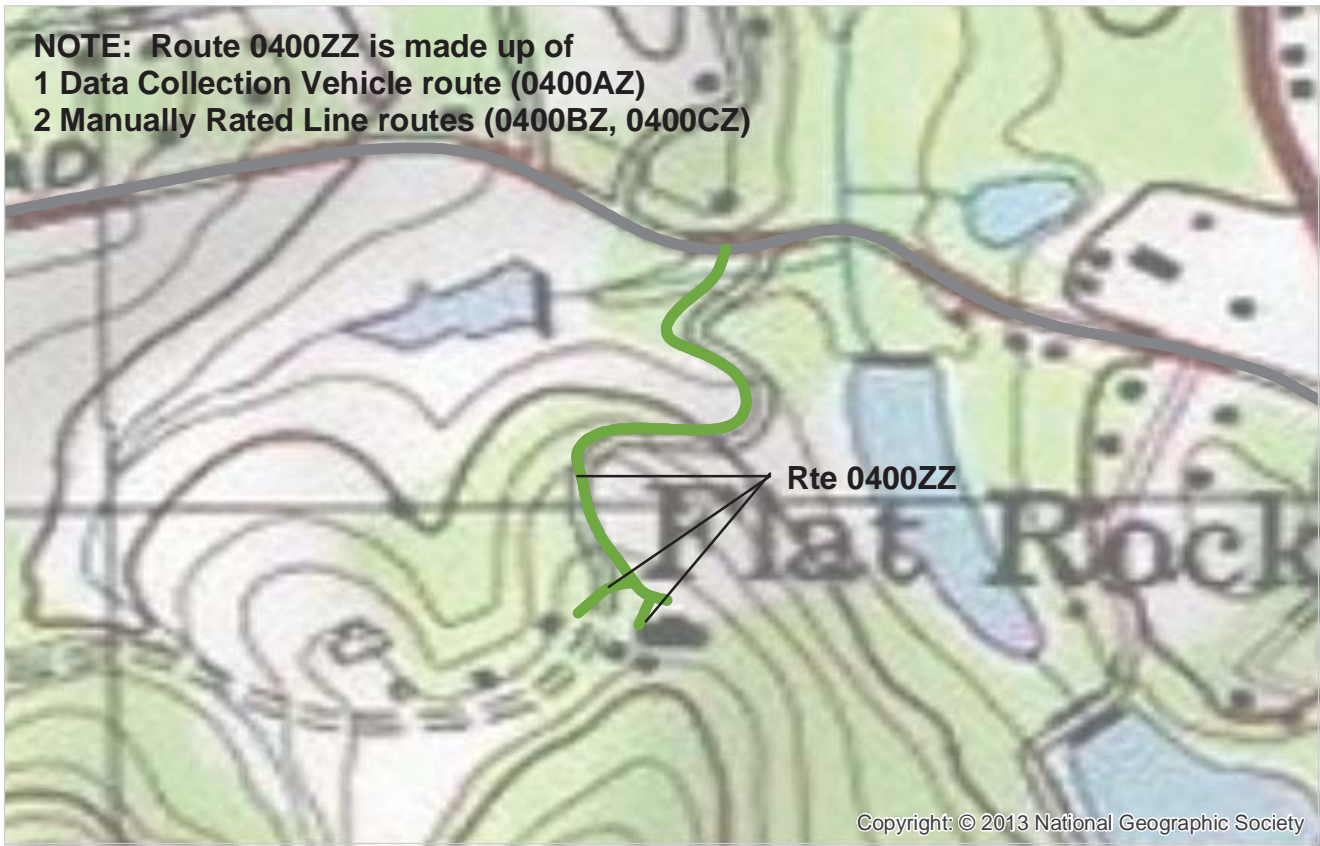 NOTE: Route 0400ZZ is made up of
1 Data Collection Vehicle route (0400AZ)
2 Manually Rated Line routes (0400BZ, 0400CZ)
Rte 0400ZZ
Flat Rock
Copyright: © 2013 National Geographic Society